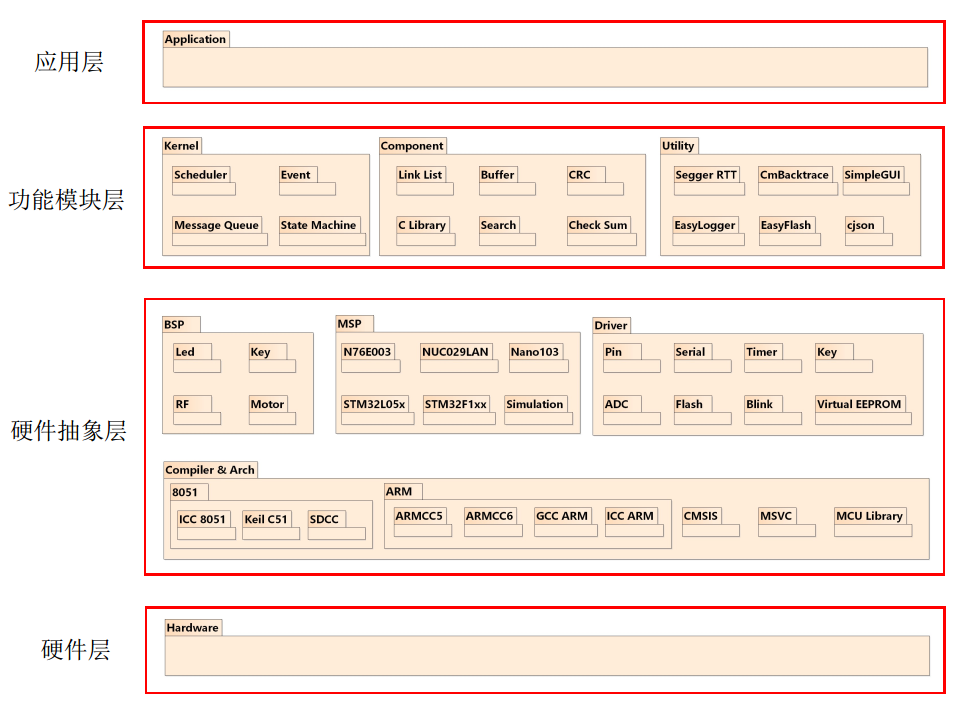 应用层
Application
功能模块层
Kernel
Scheduler
Event
Message Queue
State Machine
Component
Link List
Buffer
CRC
C Library
Search
Check Sum
Utility
Segger RTT
CmBacktrace
SimpleGUI
EasyLogger
EasyFlash
cjson
硬件抽象层
BSP
Led
Key
RF
Motor
MSP
N76E003
NUC029LAN
Nano103
STM32L05x
STM32F1xx
Simulation
Driver
Pin
Serial
Timer
Key
ADC
Flash
Blink
Virtual EEPROM
Compiler & Arch
8051
ICC 8051
Keil C51
SDCC
ARM
ARMCC5
ARMCC6
GCC ARM
ICC ARM
CMSIS
MSVC
MCU Library
硬件层
Hardware